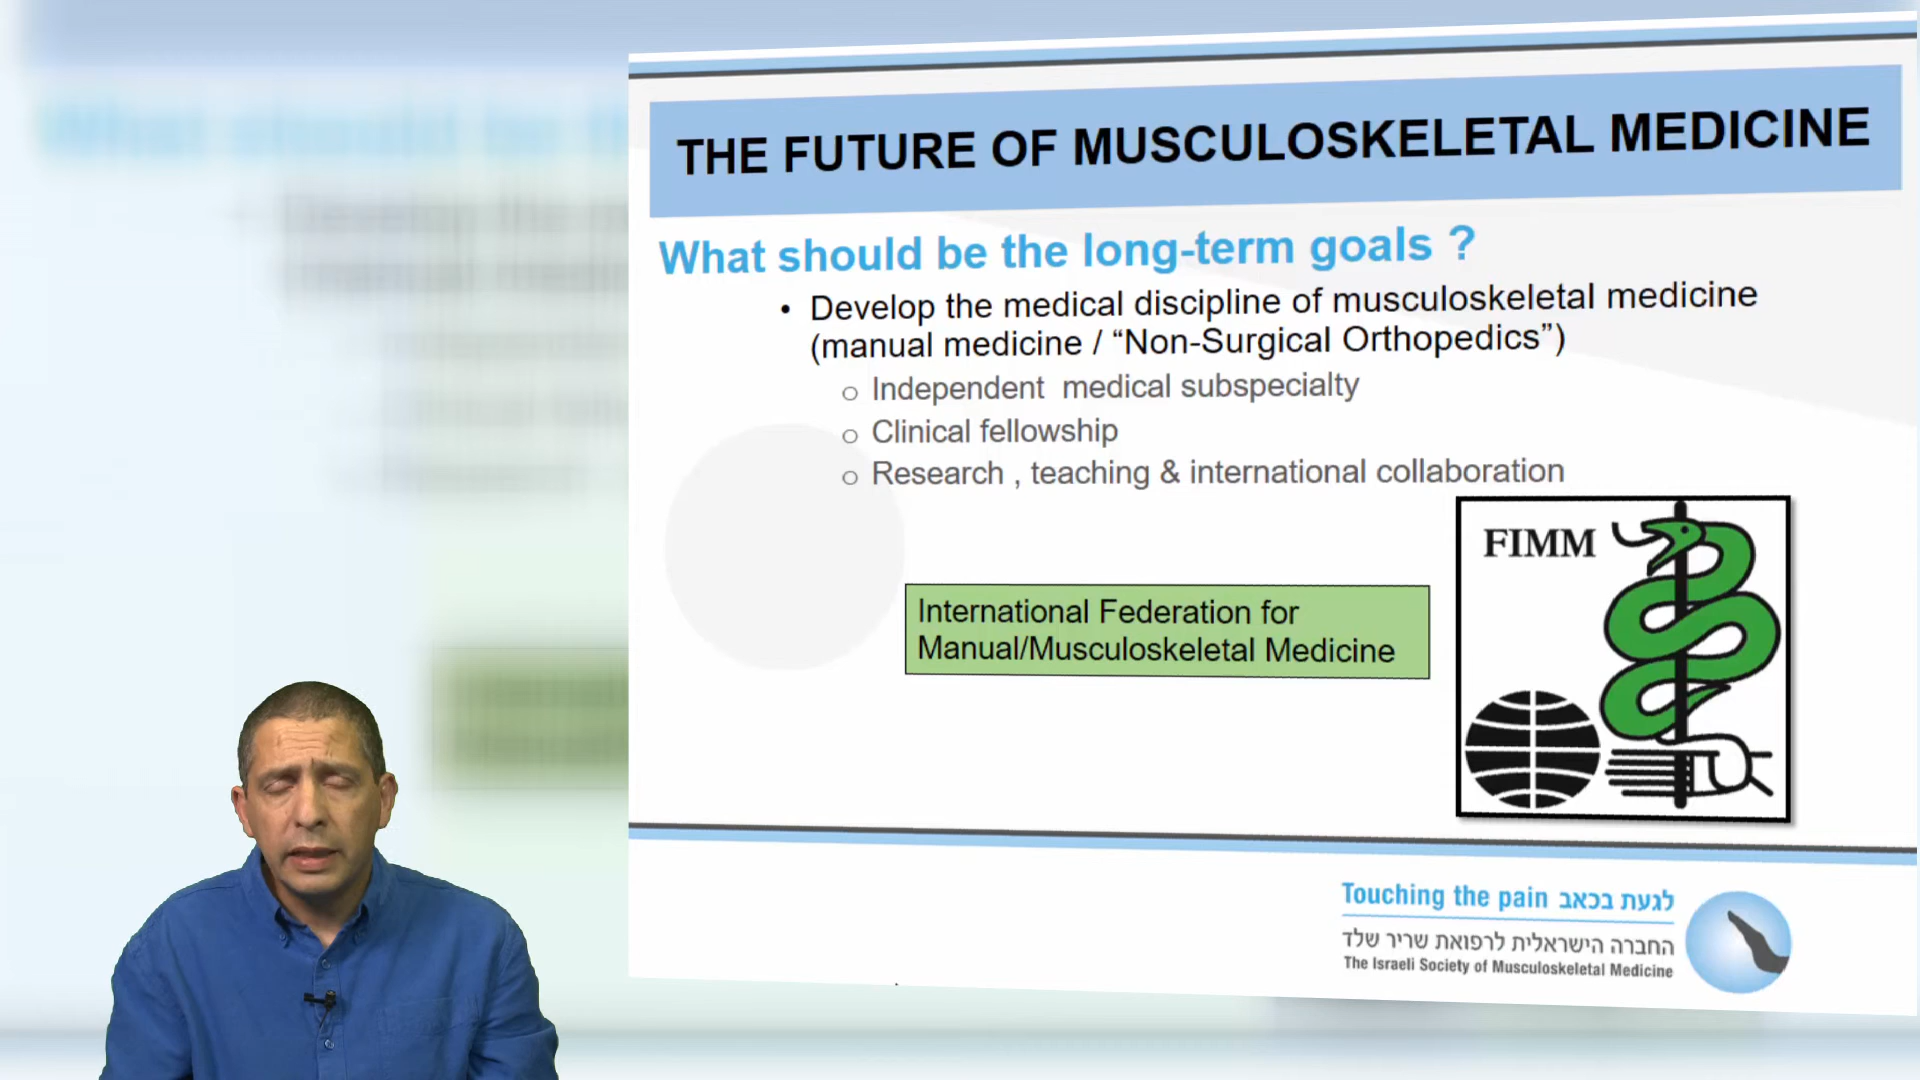 THE FUTURE OF MUSCULOSKELETAL MEDICINE
What should be the long-term goals ?
• Develop the medical discipline of musculoskeletal medicine
(manual medicine / “Non-Surgical Orthopedics”)
o Independent medical subspecialty
o Clinical fellowship
o Research , teaching & international collaboration
FIMM
International Federation for
Manual/Musculoskeletal Medicine
Touching the pain לגעת בכאב
החברה הישראלית לרפואת שריר שלד
The Israeli Society of Musculoskeletal Medicine